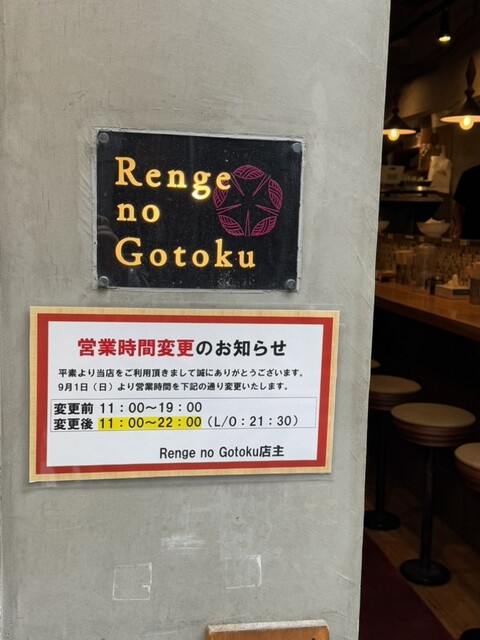 Renge
no
Gotoku
営業時間変更のお知らせ
平素より当店をご利用頂きまして誠にありがとうございます。
9月1日（日）より営業時間を下記の通り変更いたします。
変更前 11：00～19：00
変更後 11：00～22：00（L/O：21：30）
Renge no Gotoku店主